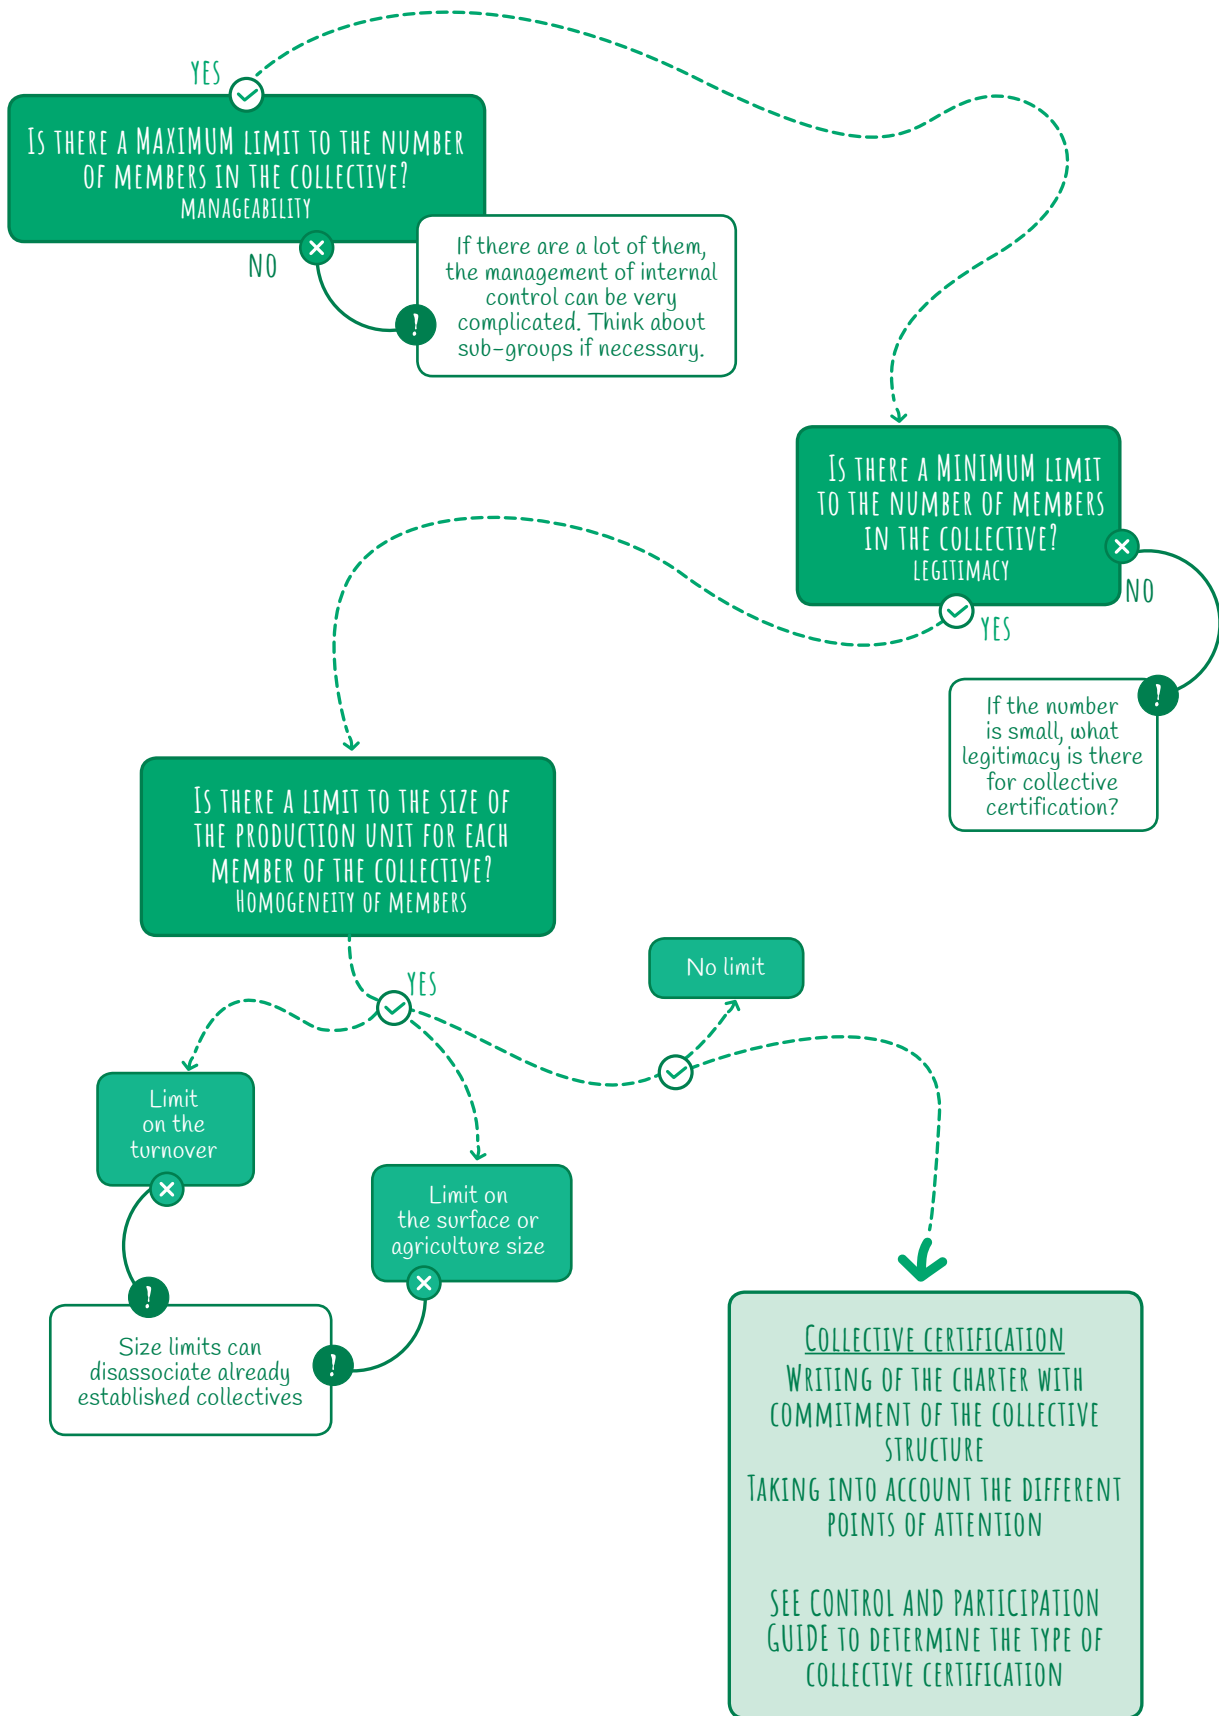 YES
Is there a MAXIMUM limit to the number
of members in the collective?
manageability
NO
If there are a lot of them,
the management of internal
control can be very
complicated. Think about
sub-groups if necessary.
!
Is there a MINIMUM limit
to the number of members
in the collective?
legitimacy
NO
YES
!
If the number
is small, what
legitimacy is there
for collective
certification?
Is there a limit to the size of
the production unit for each
member of the collective?
Homogeneity of members
YES
No limit
Limit
on the
turnover
Limit on
the surface or
agriculture size
!
!
Size limits can
disassociate already
established collectives
Collective certification
Writing of the charter with
commitment of the collective
structure
Taking into account the different
points of attention
SEE CONTROL AND PARTICIPATION
GUIDE to determine the type of
collective certification